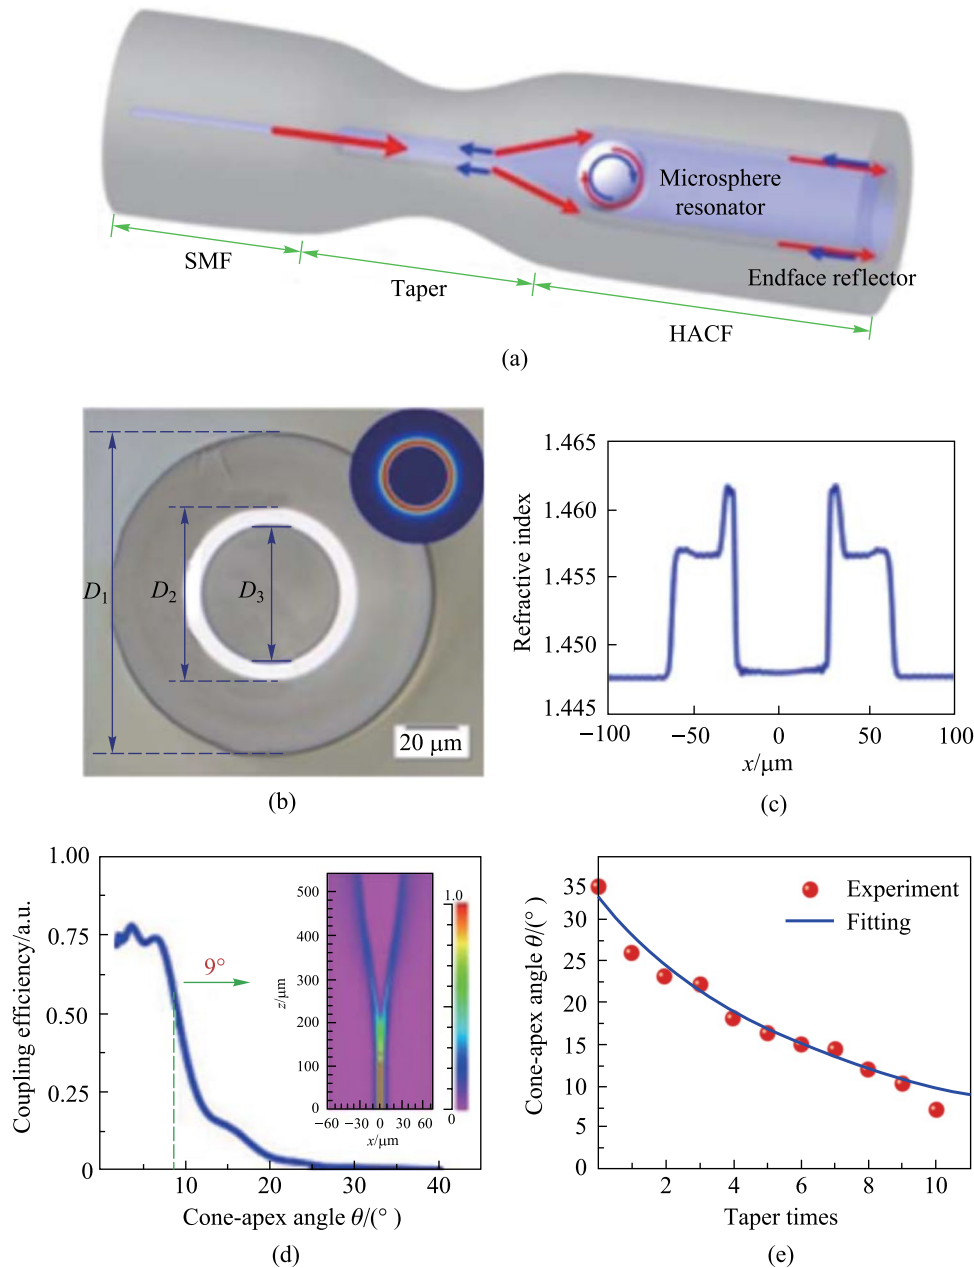 Microsphere
resonator
SMF
Endface reflector
Taper
HACF
(a)
D1
D2
D3
20 μm
(b)
Refractive index
1.465
1.460
1.455
1.450
1.445
−100
−50
0
50
100
x/μm
(c)
Coupling efficiency/a.u.
1.00
0.75
0.50
0.25
0
9°
10
20
30
40
Cone-apex angle θ/(° )
z/μm
500
400
300
200
100
0
−60
−30
0
30
60
x/μm
1.0
0
(d)
Cone-apex angle θ/(° )
35
30
25
20
15
10
5
0
Experiment
Fitting
2
4
6
8
10
Taper times
(e)